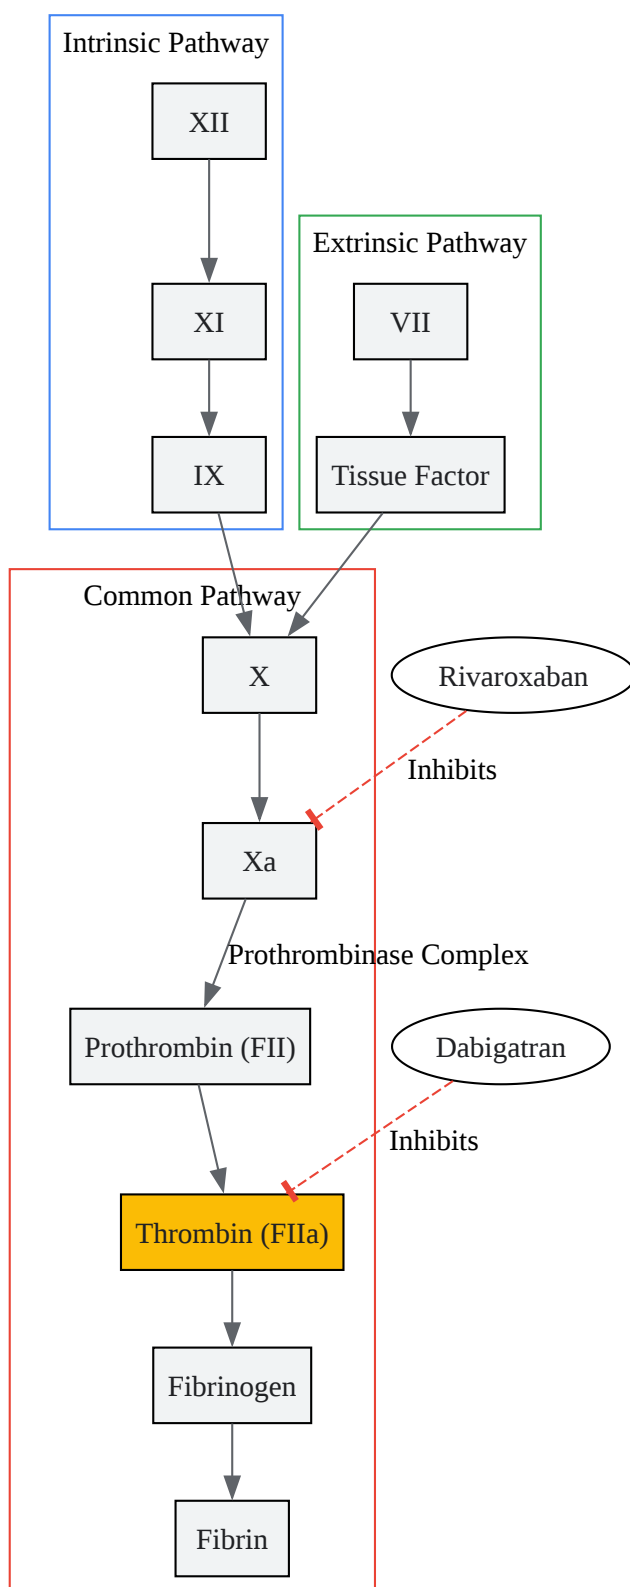 Intrinsic Pathway
XII
Extrinsic Pathway
XI
VII
IX
Tissue Factor
Common Pathway
X
Rivaroxaban
Inhibits
Xa
Prothrombinase Complex
Prothrombin (FII)
Dabigatran
Inhibits
Thrombin (FIIa)
Fibrinogen
Fibrin